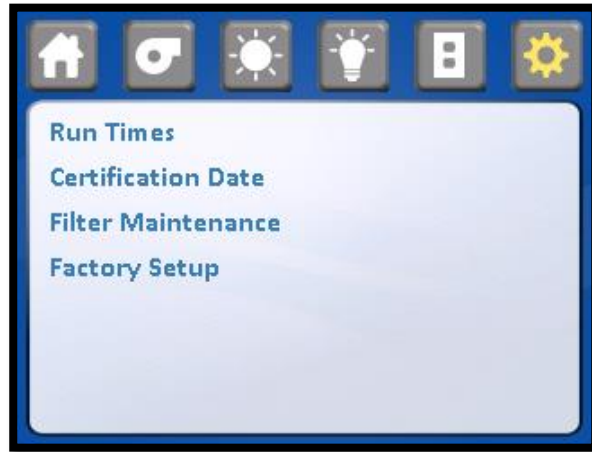 Run Times
Certification Date
Filter Maintenance
Factory Setup